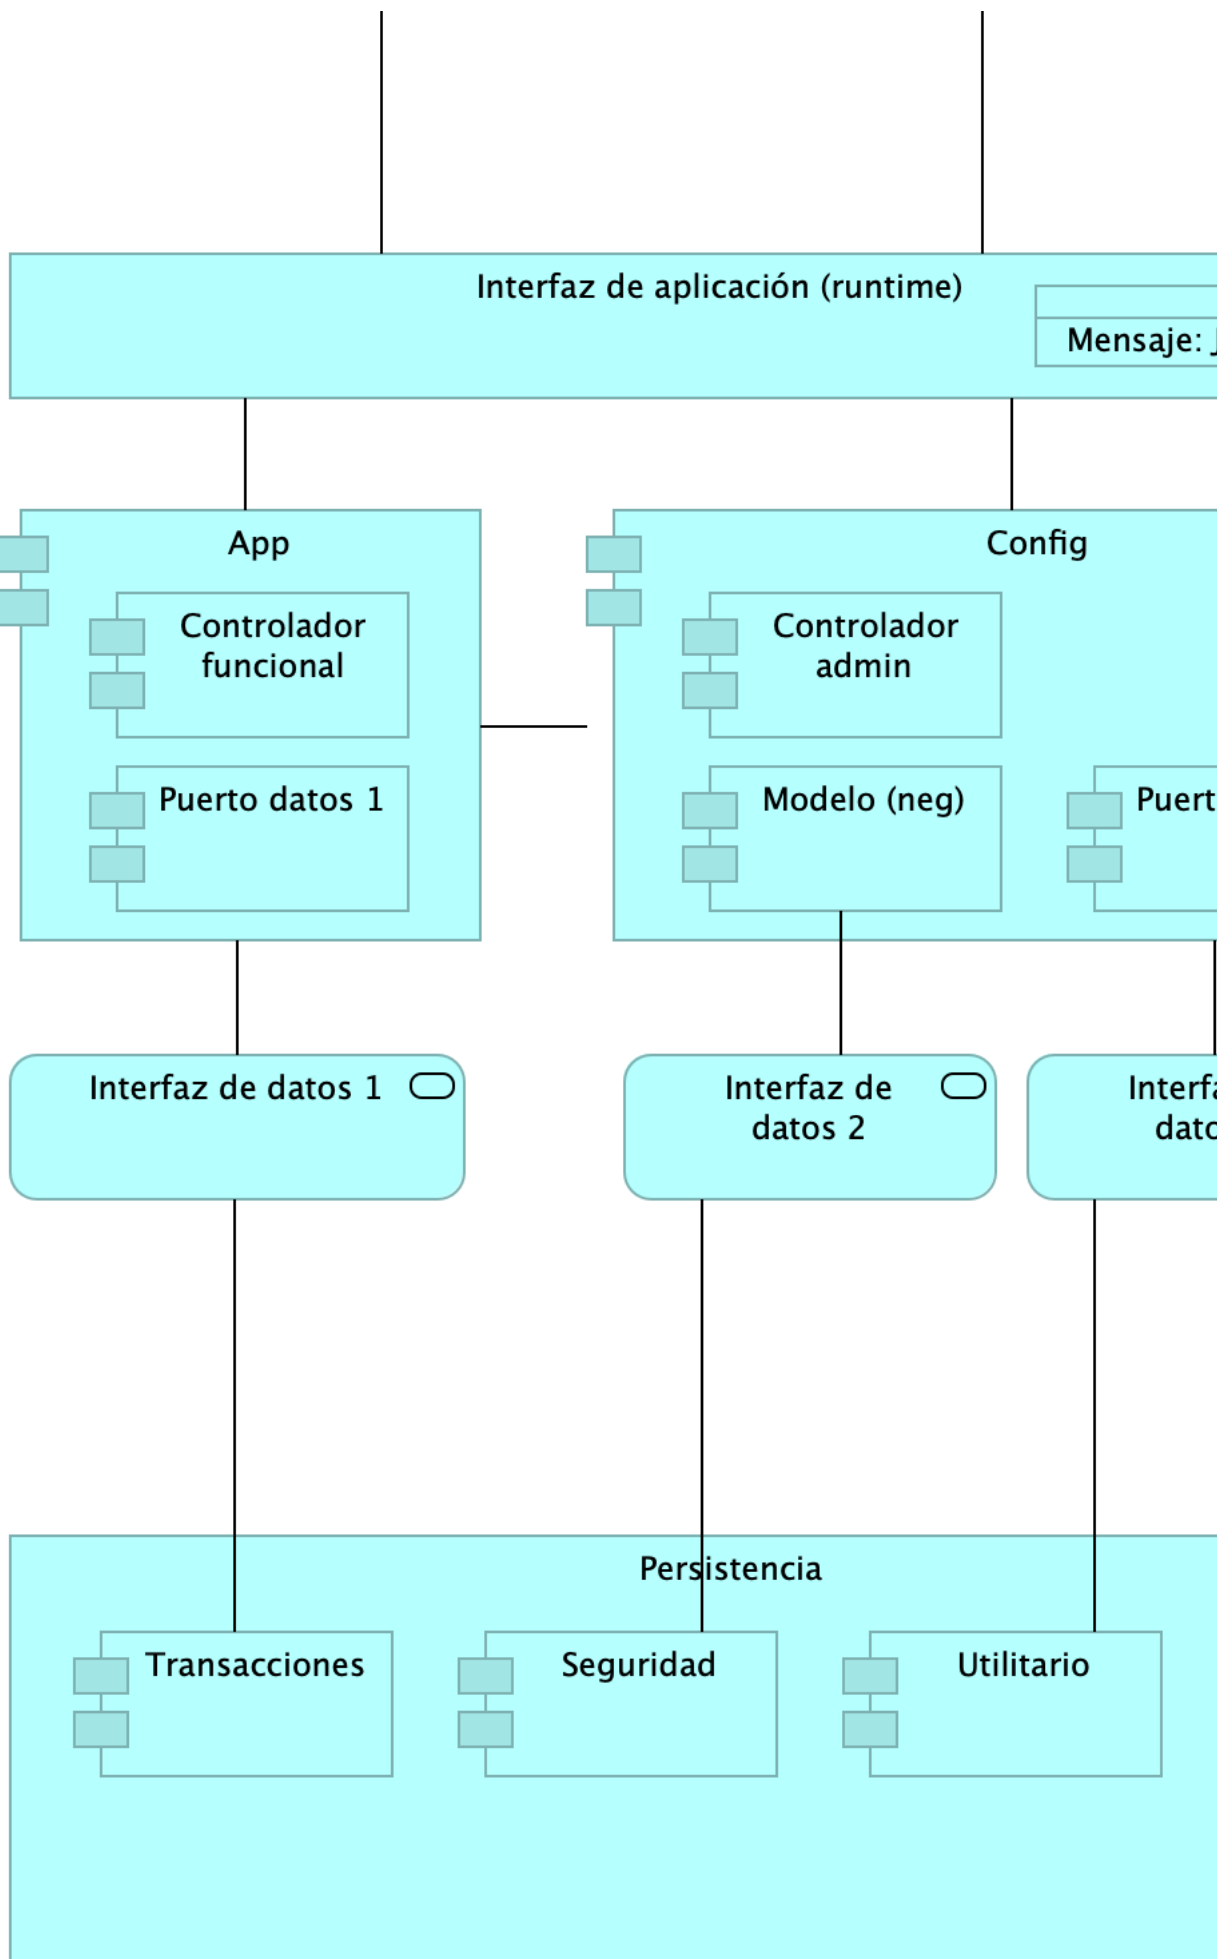 Interfaz de aplicación (runtime)
Mensaje:
App
Config
Controlador
funcional
Controlador
admin
Puerto datos 1
Modelo (neg)
Interfaz de datos 1
Interfaz de
datos 2
Persistencia
Transacciones
Seguridad
Utilitario